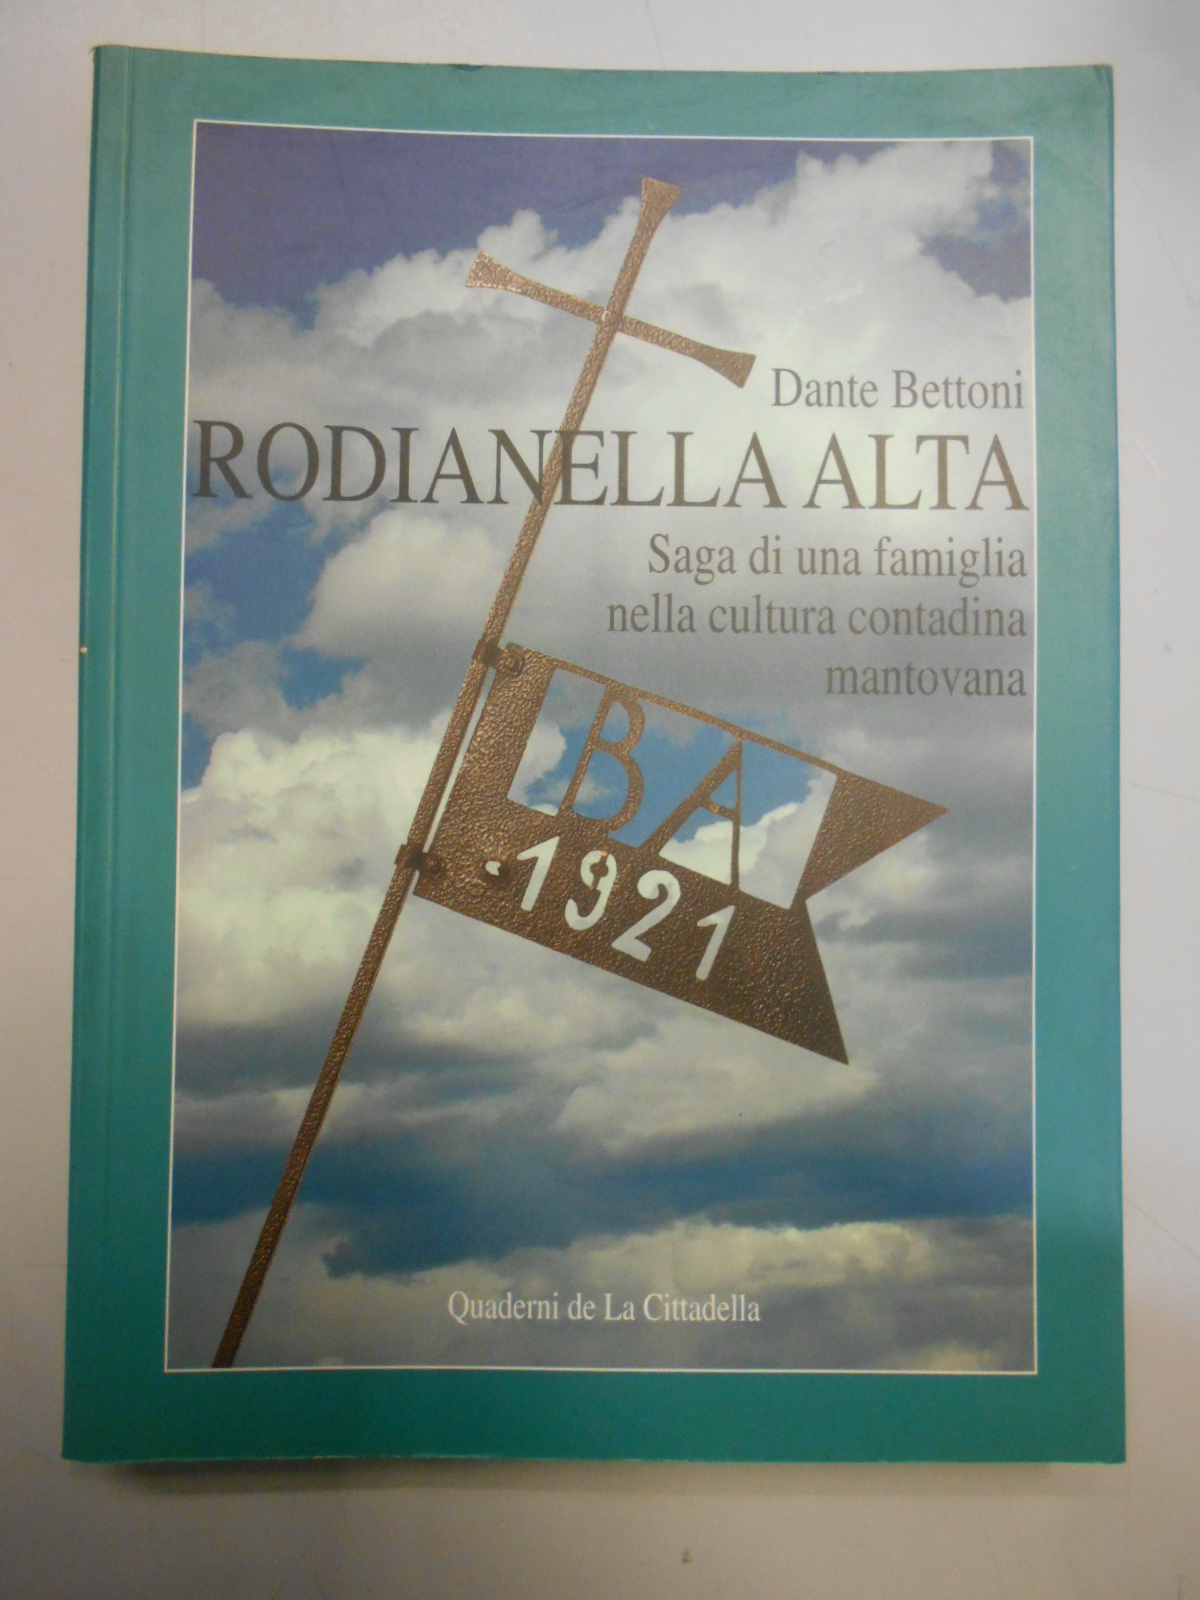 Dante Bettoni
RODIANELLA ALTA
Saga di una famiglia
nella cultura contadina
mantovana
BA
1921
Quaderni de La Cittadella